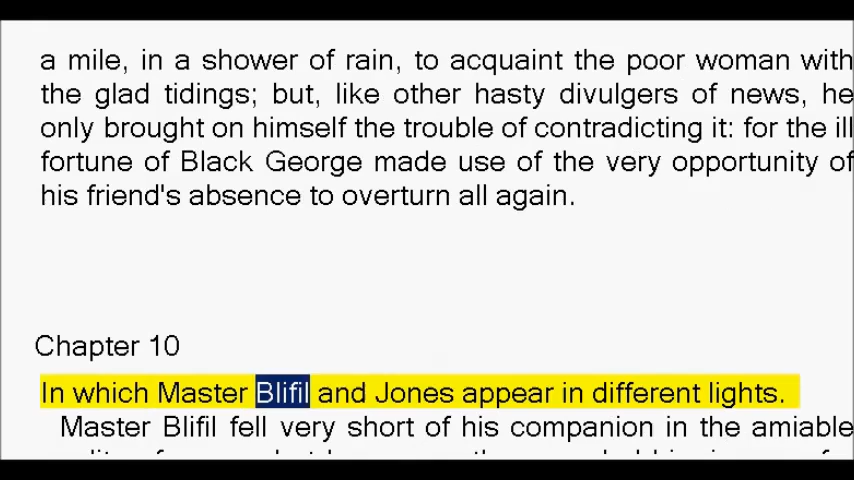 a mile, in a shower of rain, to acquaint the poor woman with
the glad tidings; but, like other hasty divulgers of news, he
only brought on himself the trouble of contradicting it: for the ill
fortune of Black George made use of the very opportunity of
his friend's absence to overturn all again.
Chapter 10
In which Master Blifil and Jones appear in different lights.
Master Blifil fell very short of his companion in the amiable